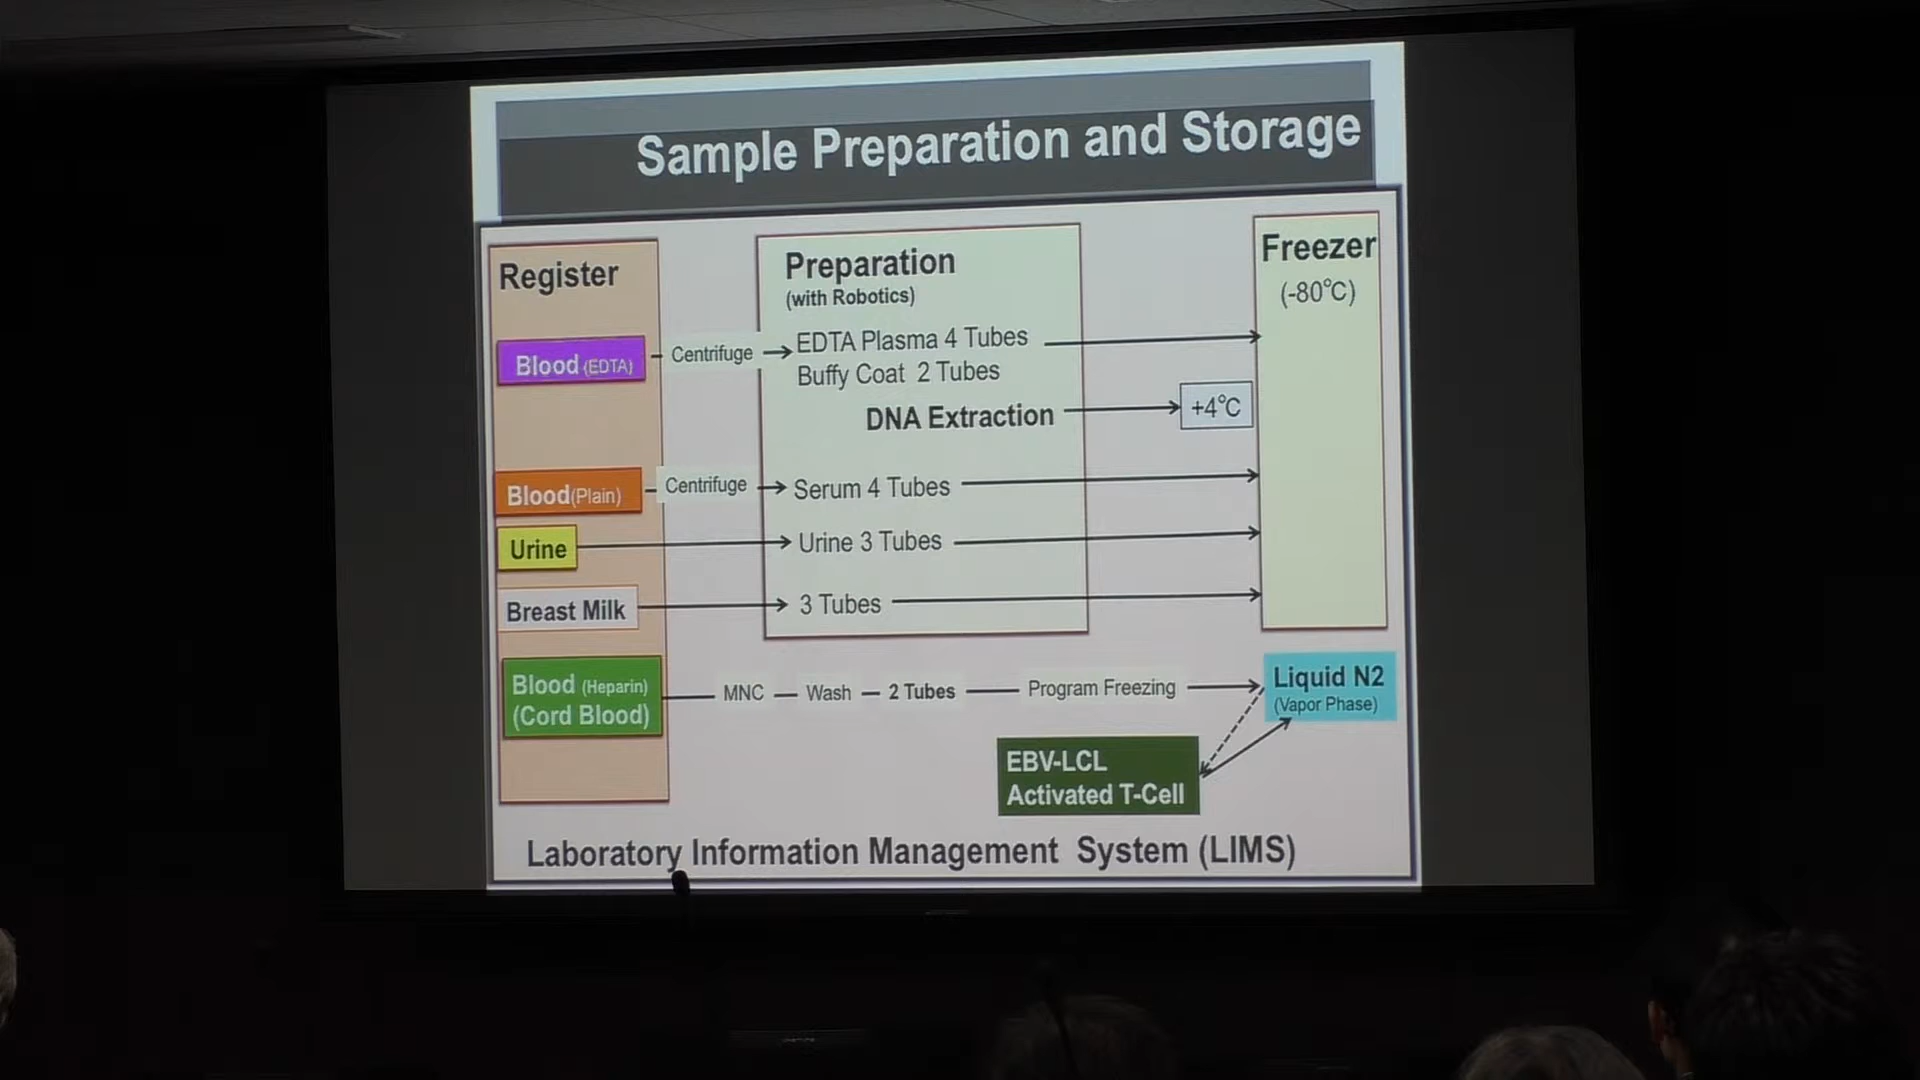 Sample Preparation and Storage
Register
Preparation
(with Robotics)
Freezer
(-80℃)
Blood (EDTA)
Centrifuge
EDTA Plasma 4 Tubes
Buffy Coat 2 Tubes
DNA Extraction
+4℃
Blood(Plain)
Centrifuge
Serum 4 Tubes
Urine
Urine 3 Tubes
Breast Milk
3 Tubes
Blood (Heparin)
(Cord Blood)
MNC
Wash
2 Tubes
Program Freezing
Liquid N2
(Vapor Phase)
EBV-LCL
Activated T-Cell
Laboratory Information Management System (LIMS)